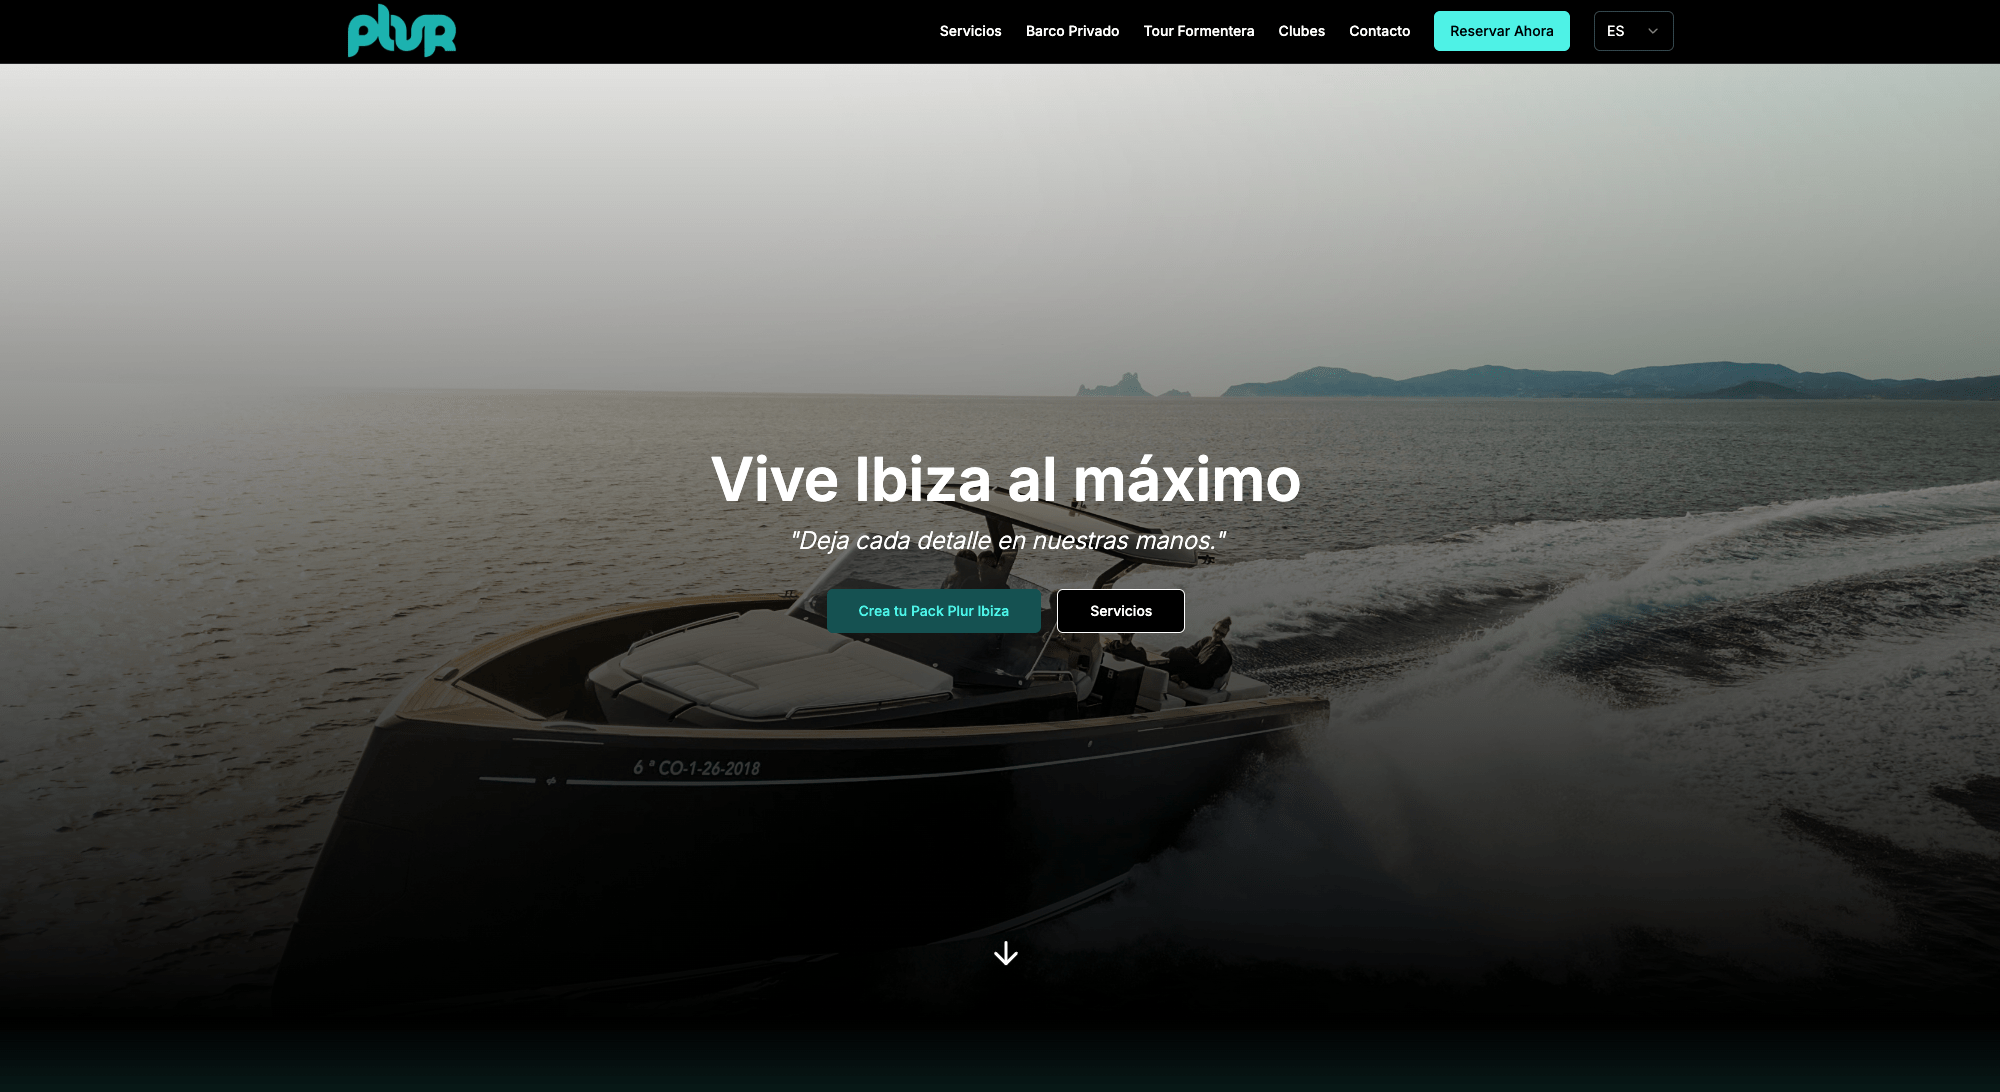 plur
Servicios
Barco Privado
Tour Formentera
Clubes
Contacto
Reservar Ahora
ES
Vive Ibiza al máximo
"Deja cada detalle en nuestras manos."
Crea tu Pack Plur Ibiza
Servicios
6ª CO-1-26-2018